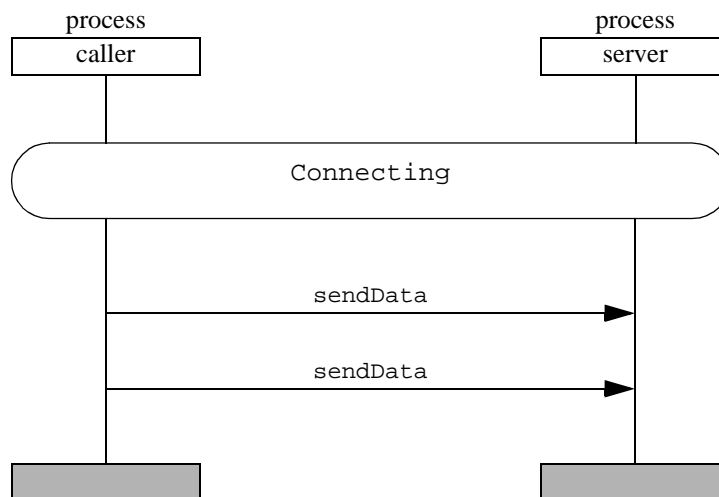 process
process
caller
server
Connecting
sendData
sendData